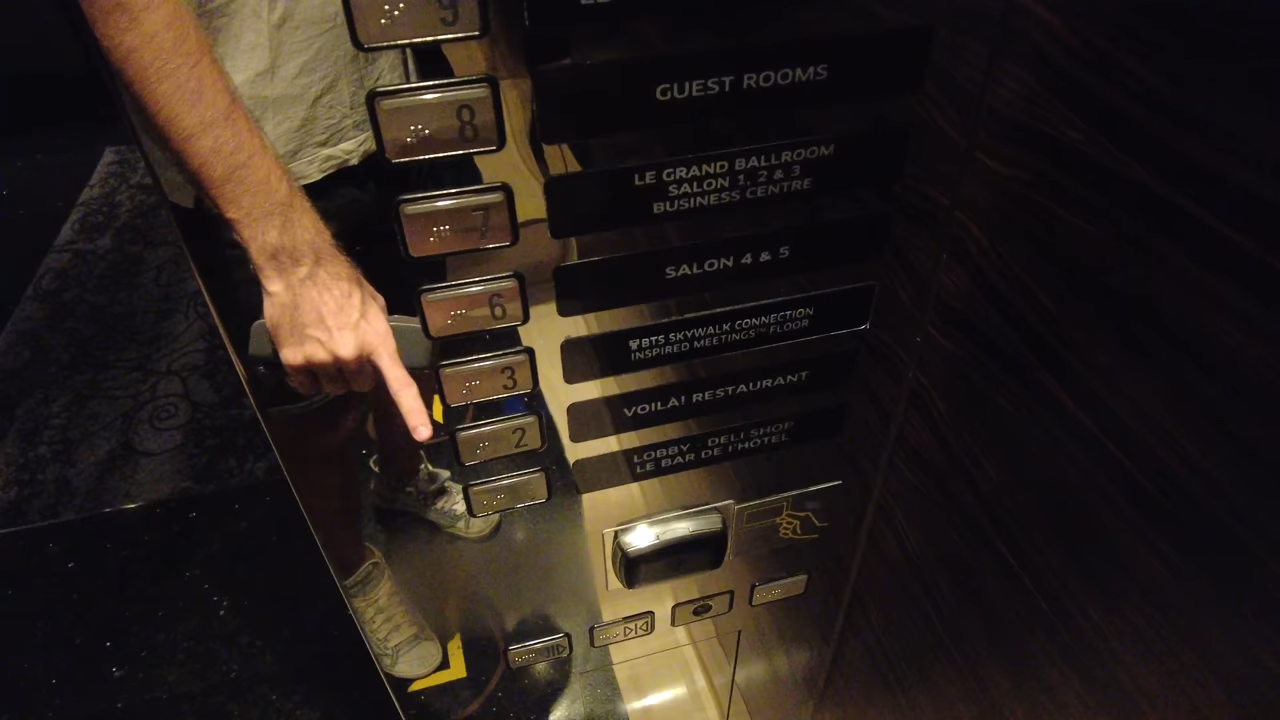 9
GUEST ROOMS
8
LE GRAND BALLROOM
SALON 1, 2 & 3
BUSINESS CENTRE
7
SALON 4 & 5
6
BTS SKYWALK CONNECTION
INSPIRED MEETINGS™ FLOOR
3
VOILÀ! RESTAURANT
2
LOBBY - DELI SHOP
LE BAR DE L'HÔTEL